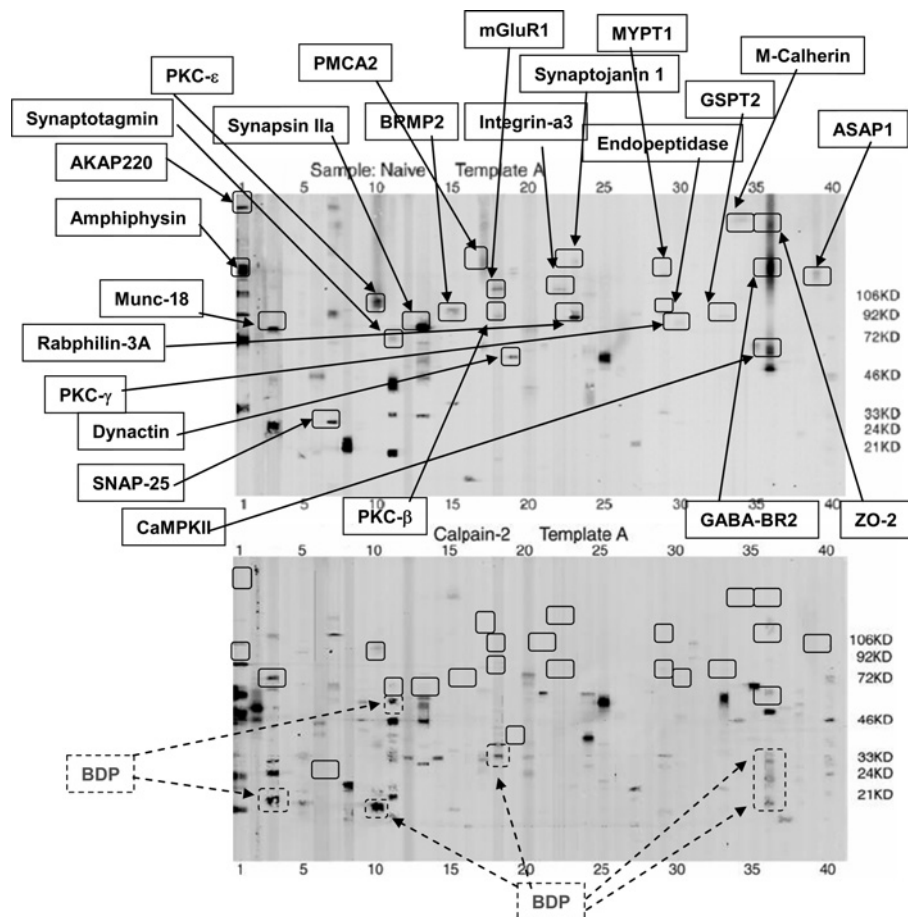 mGluR1
MYPT1
M-Calherin
PMCA2
Synaptojanin 1
PKC-ε
GSPT2
Synaptotagmin
Synapsin IIa
BRMP2
Integrin-a3
Endopeptidase
ASAP1
AKAP220
Sample: Naive Template A
1 5 10 15 20 25 30 35 40
Amphiphysin
Munc-18
106KD
92KD
Rabphilin-3A
72KD
PKC-γ
46KD
Dynactin
33KD
24KD
21KD
SNAP-25
1 5 10 15 20 25 30 35 40
CaMPKII
PKC-β
GABA-BR2
ZO-2
Calpain-2 Template A
1 5 10 15 20 25 30 35 40
106KD
92KD
72KD
46KD
BDP
33KD
24KD
21KD
1 5 10 15 20 25 30 35 40
BDP